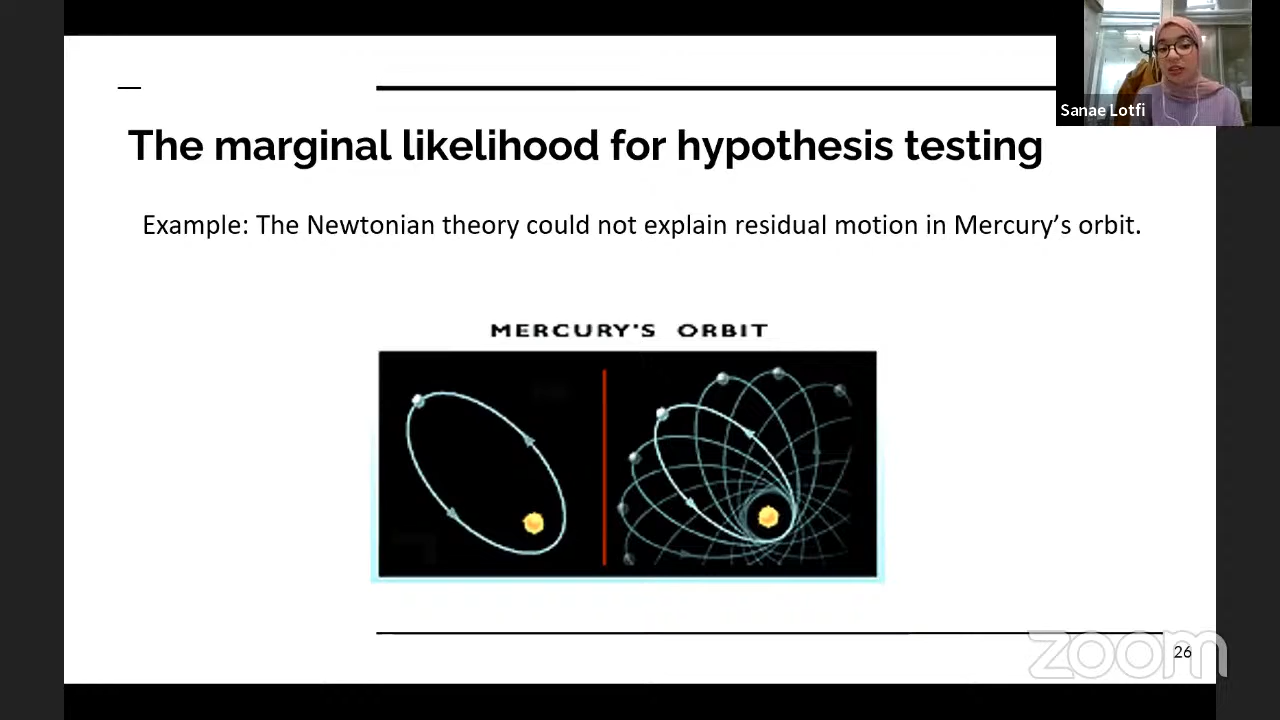 Sanae Lotfi
The marginal likelihood for hypothesis testing
Example: The Newtonian theory could not explain residual motion in Mercury’s orbit.
MERCURY'S ORBIT
zoom
26